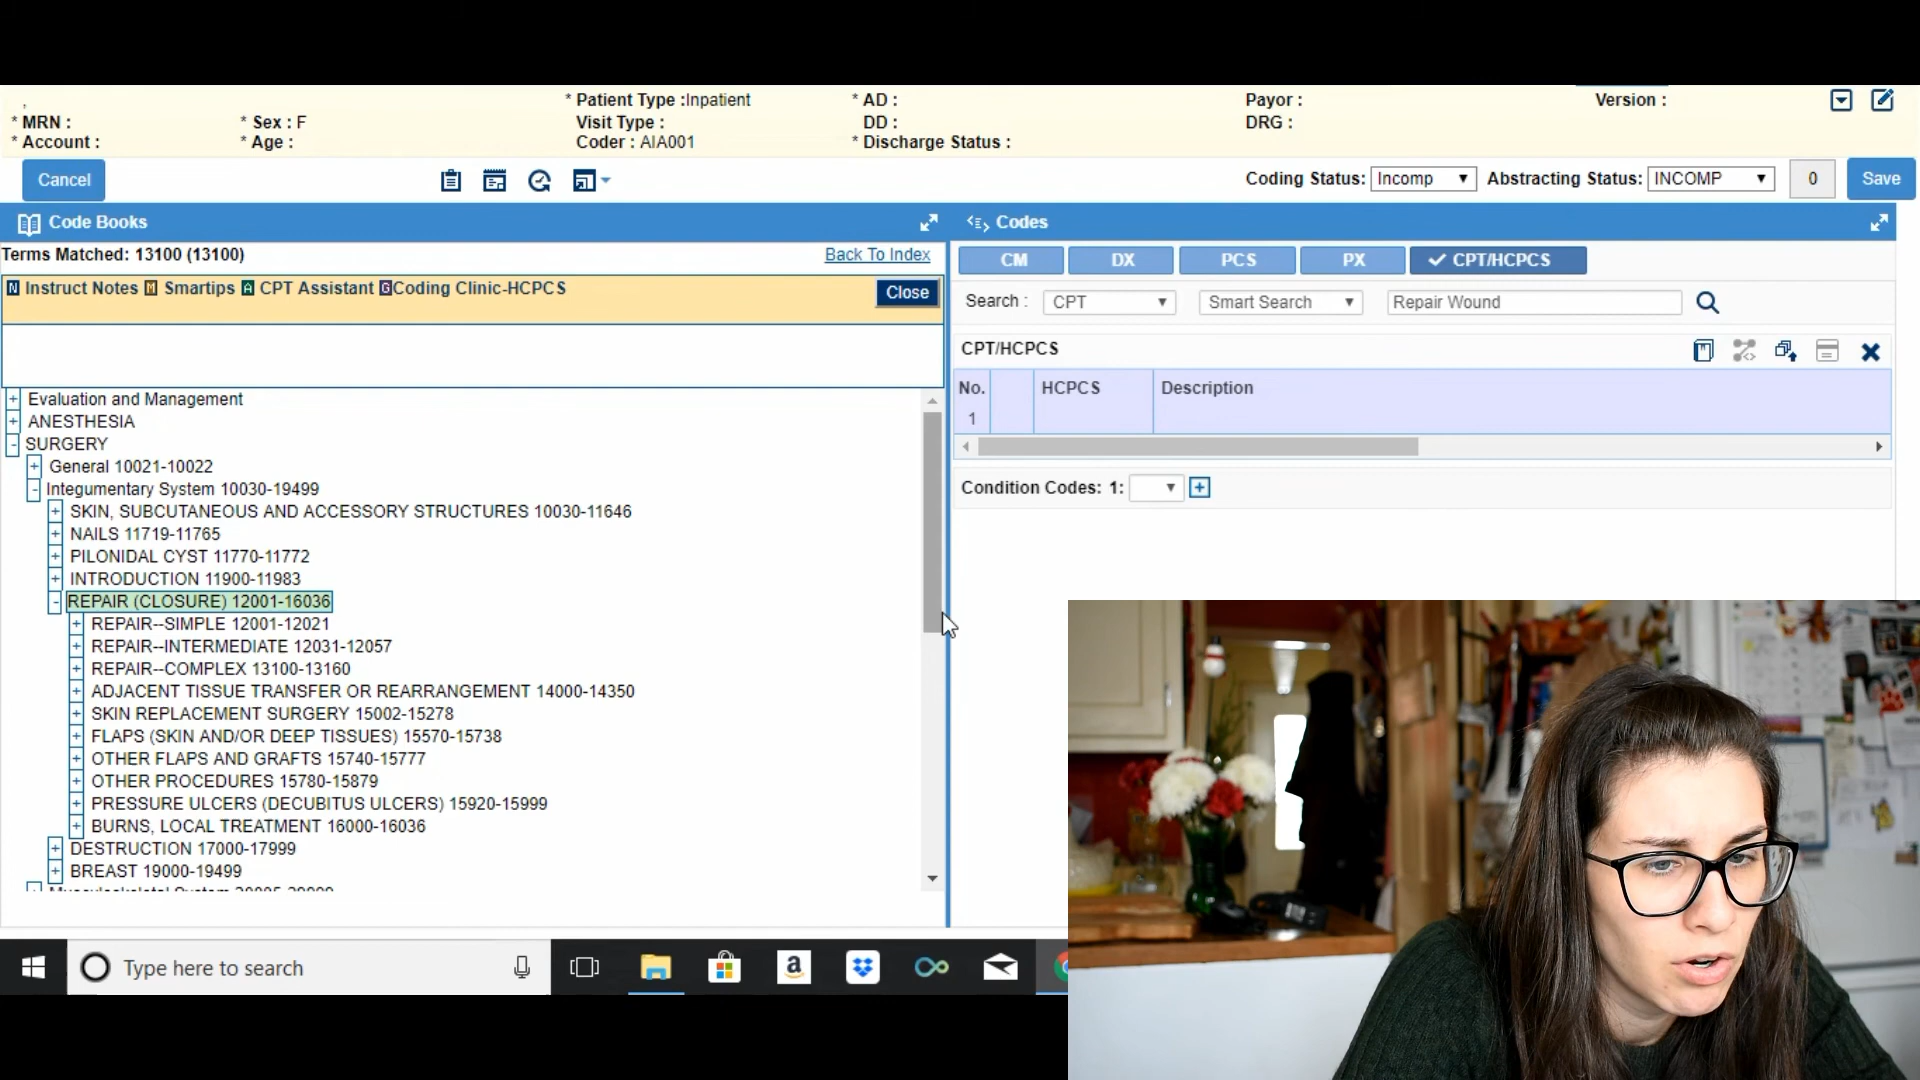 * Patient Type :Inpatient * AD : Payor : Version :
* MRN : * Sex : F Visit Type : DD : DRG :
* Account : * Age : Coder : AIA001 * Discharge Status :
Cancel Coding Status: Incomp Abstracting Status: INCOMP 0 Save
Code Books
Terms Matched: 13100 (13100) Back To Index
N Instruct Notes M Smartips A CPT Assistant G Coding Clinic-HCPCS Close
+ Evaluation and Management
+ ANESTHESIA
- SURGERY
+ General 10021-10022
- Integumentary System 10030-19499
+ SKIN, SUBCUTANEOUS AND ACCESSORY STRUCTURES 10030-11646
+ NAILS 11719-11765
+ PILONIDAL CYST 11770-11772
+ INTRODUCTION 11900-11983
- REPAIR (CLOSURE) 12001-16036
+ REPAIR--SIMPLE 12001-12021
+ REPAIR--INTERMEDIATE 12031-12057
+ REPAIR--COMPLEX 13100-13160
+ ADJACENT TISSUE TRANSFER OR REARRANGEMENT 14000-14350
+ SKIN REPLACEMENT SURGERY 15002-15278
+ FLAPS (SKIN AND/OR DEEP TISSUES) 15570-15738
+ OTHER FLAPS AND GRAFTS 15740-15777
+ OTHER PROCEDURES 15780-15879
+ PRESSURE ULCERS (DECUBITUS ULCERS) 15920-15999
+ BURNS, LOCAL TREATMENT 16000-16036
+ DESTRUCTION 17000-17999
+ BREAST 19000-19499
Codes
CM DX PCS PX CPT/HCPCS
Search : CPT Smart Search Repair Wound
CPT/HCPCS
No. HCPCS Description
1
Condition Codes: 1:
Type here to search